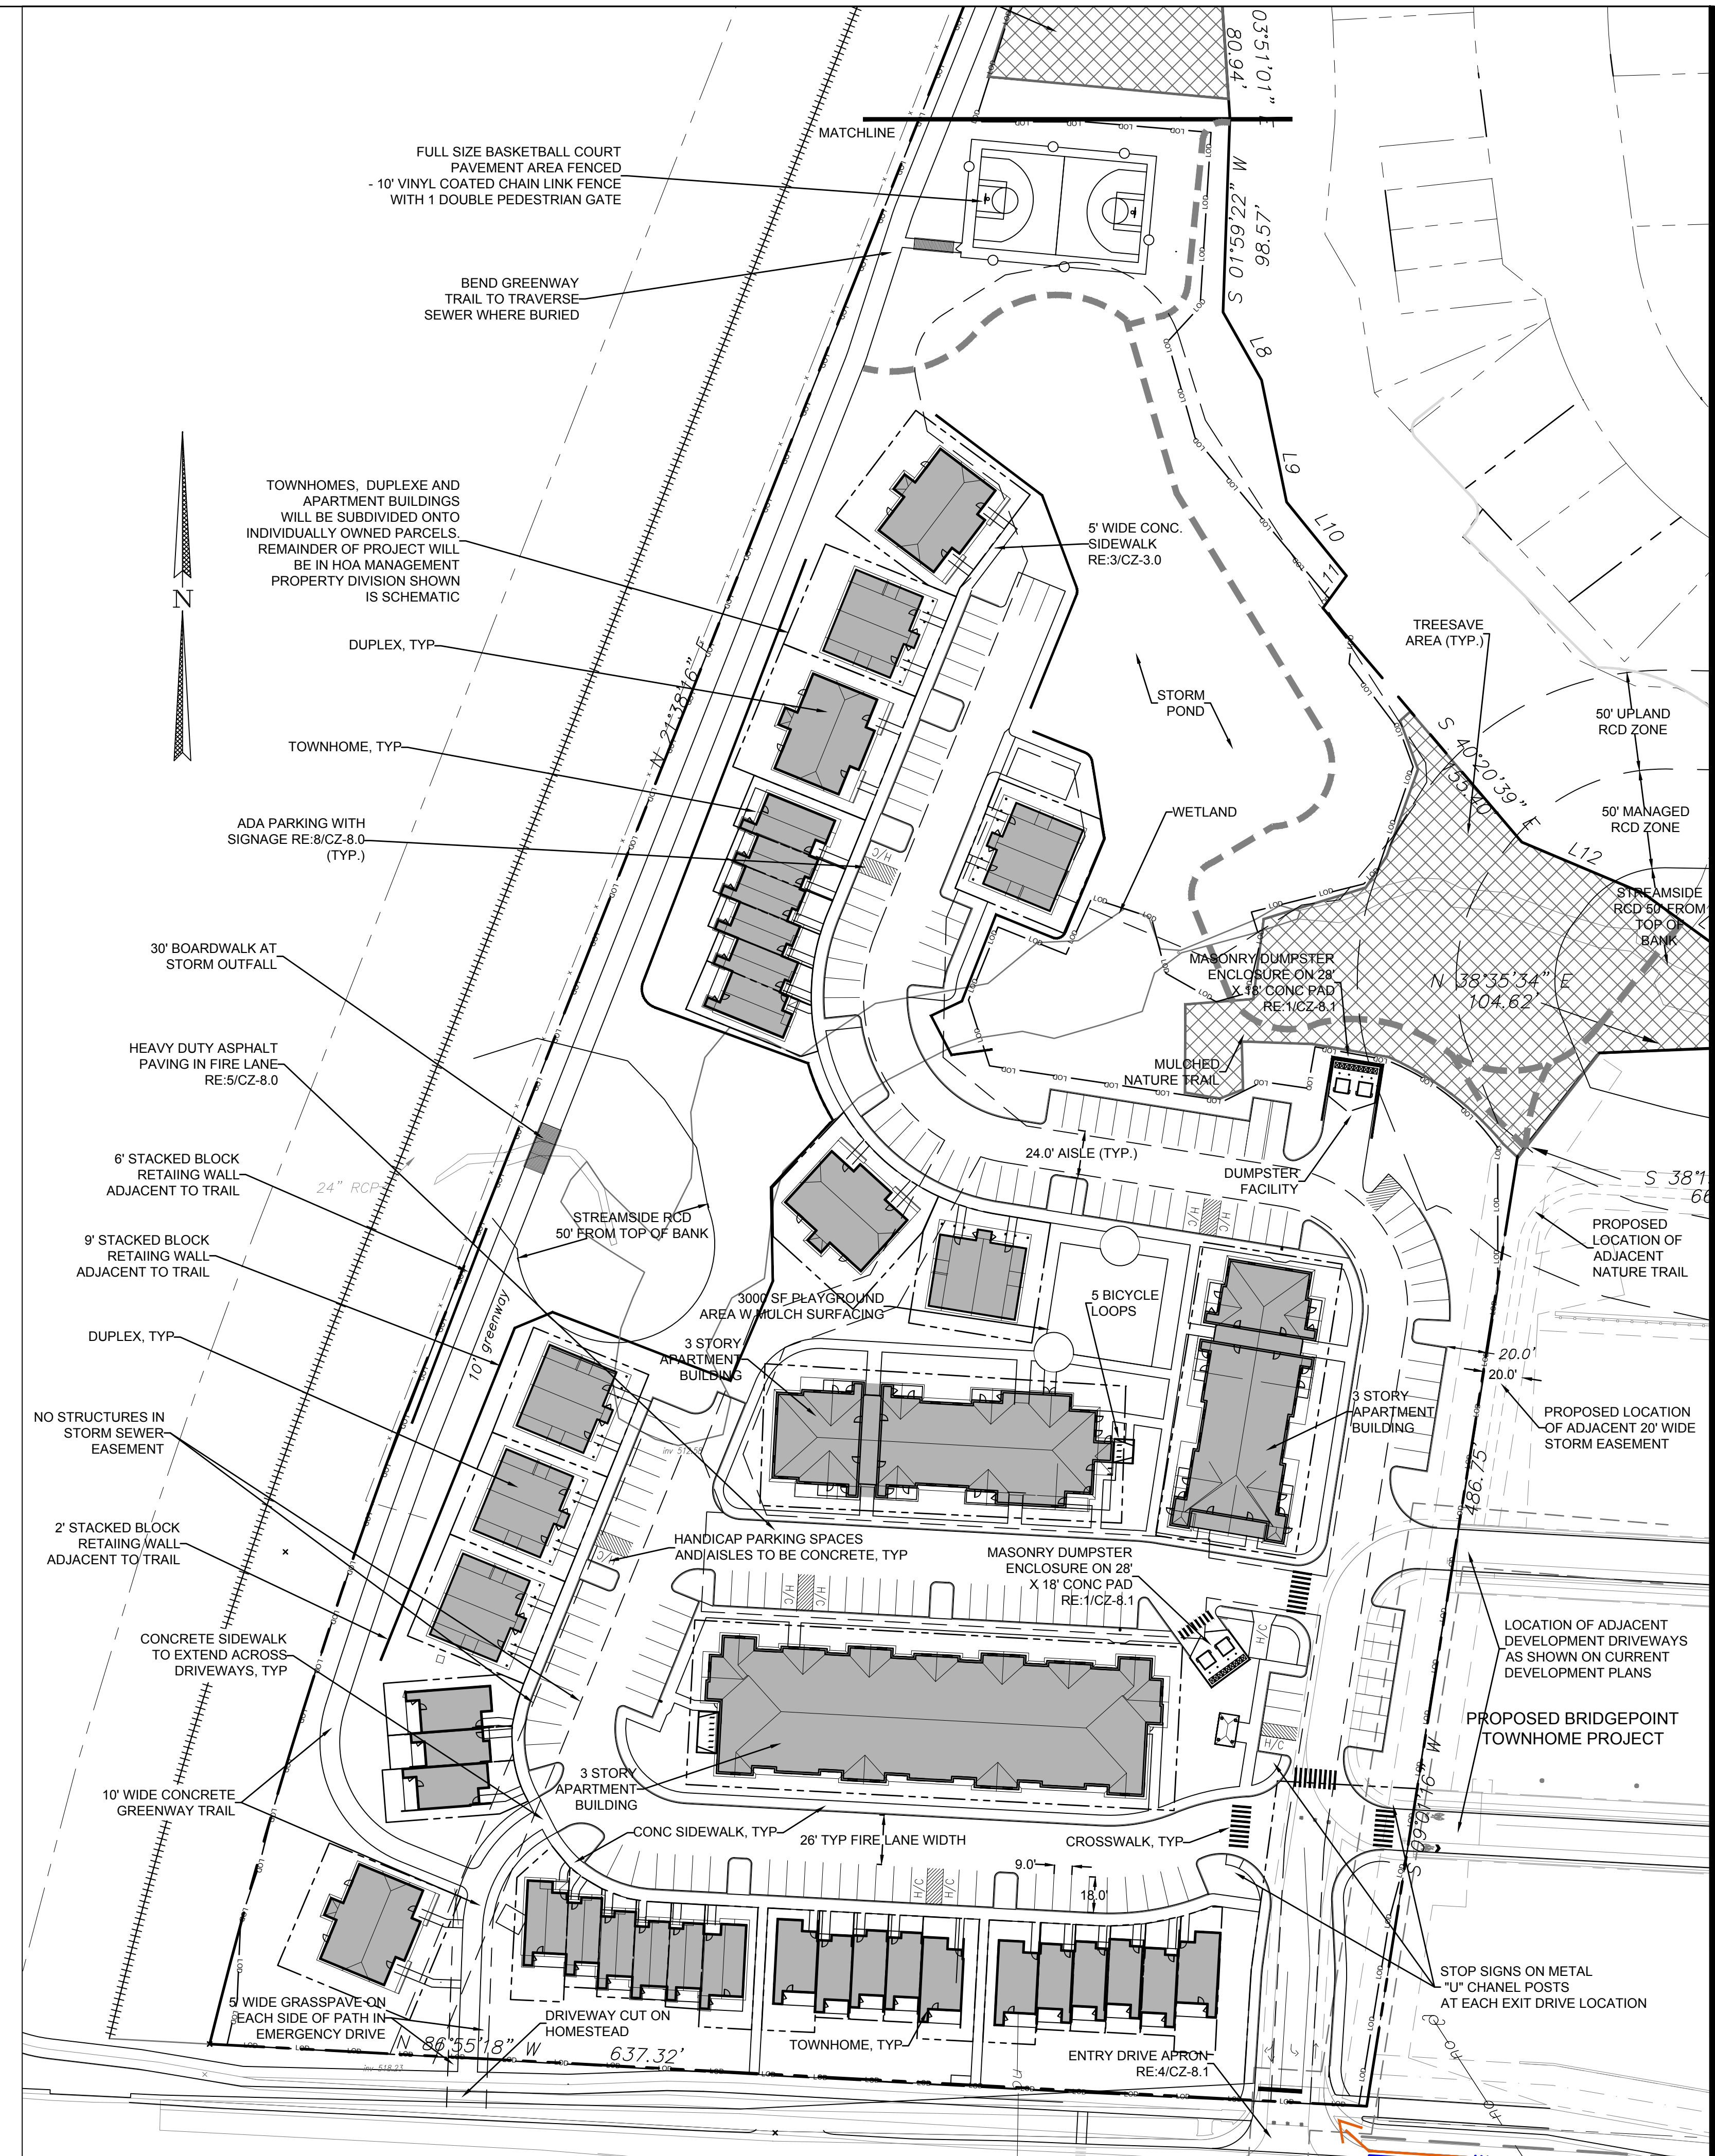 03°51'01" E
80.94'
MATCHLINE
FULL SIZE BASKETBALL COURT
PAVEMENT AREA FENCED
- 10' VINYL COATED CHAIN LINK FENCE
WITH 1 DOUBLE PEDESTRIAN GATE
S 01°59'22" W
98.57'
BEND GREENWAY
TRAIL TO TRAVERSE
SEWER WHERE BURIED
L8
L9
L10
L11
N
TOWNHOMES, DUPLEXE AND
APARTMENT BUILDINGS
WILL BE SUBDIVIDED ONTO
INDIVIDUALLY OWNED PARCELS.
REMAINDER OF PROJECT WILL
BE IN HOA MANAGEMENT
PROPERTY DIVISION SHOWN
IS SCHEMATIC
5' WIDE CONC.
SIDEWALK
RE:3/CZ-3.0
DUPLEX, TYP
N 21°38'16" E
TREESAVE
AREA (TYP.)
STORM
POND
50' UPLAND
RCD ZONE
S 40°20'39" E
155.40'
TOWNHOME, TYP
50' MANAGED
RCD ZONE
ADA PARKING WITH
SIGNAGE RE:8/CZ-8.0
(TYP.)
H/C
WETLAND
L12
STREAMSIDE
RCD 50' FROM
TOP OF
BANK
30' BOARDWALK AT
STORM OUTFALL
MASONRY DUMPSTER
ENCLOSURE ON 28'
X 18' CONC PAD
RE:1/CZ-8.1
N 38°35'34" E
104.62'
HEAVY DUTY ASPHALT
PAVING IN FIRE LANE
RE:5/CZ-8.0
MULCHED
NATURE TRAIL
24.0' AISLE (TYP.)
DUMPSTER
FACILITY
6' STACKED BLOCK
RETAIING WALL
ADJACENT TO TRAIL
24" RCP
STREAMSIDE RCD
50' FROM TOP OF BANK
H/C
H/C
S 38°1
66
PROPOSED
LOCATION OF
ADJACENT
NATURE TRAIL
9' STACKED BLOCK
RETAIING WALL
ADJACENT TO TRAIL
10' greenway
3000 SF PLAYGROUND
AREA W MULCH SURFACING
5 BICYCLE
LOOPS
DUPLEX, TYP
3 STORY
APARTMENT
BUILDING
20.0'
20.0'
3 STORY
APARTMENT
BUILDING
PROPOSED LOCATION
OF ADJACENT 20' WIDE
STORM EASEMENT
NO STRUCTURES IN
STORM SEWER
EASEMENT
inv 512.58
486.75'
2' STACKED BLOCK
RETAIING WALL
ADJACENT TO TRAIL
H/C
HANDICAP PARKING SPACES
AND AISLES TO BE CONCRETE, TYP
MASONRY DUMPSTER
ENCLOSURE ON 28'
X 18' CONC PAD
RE:1/CZ-8.1
H/C
H/C
H/C
CONCRETE SIDEWALK
TO EXTEND ACROSS
DRIVEWAYS, TYP
LOCATION OF ADJACENT
DEVELOPMENT DRIVEWAYS
AS SHOWN ON CURRENT
DEVELOPMENT PLANS
PROPOSED BRIDGEPOINT
TOWNHOME PROJECT
H/C
S 09°01'16" W
10' WIDE CONCRETE
GREENWAY TRAIL
3 STORY
APARTMENT
BUILDING
CONC SIDEWALK, TYP
26' TYP FIRE LANE WIDTH
CROSSWALK, TYP
9.0'
18.0'
H/C
H/C
STOP SIGNS ON METAL
"U" CHANEL POSTS
AT EACH EXIT DRIVE LOCATION
5' WIDE GRASSPAVE ON
EACH SIDE OF PATH IN
EMERGENCY DRIVE
DRIVEWAY CUT ON
HOMESTEAD
N 86°55'18" W
637.32'
inv 518.23
TOWNHOME, TYP
ENTRY DRIVE APRON
RE:4/CZ-8.1
LOD